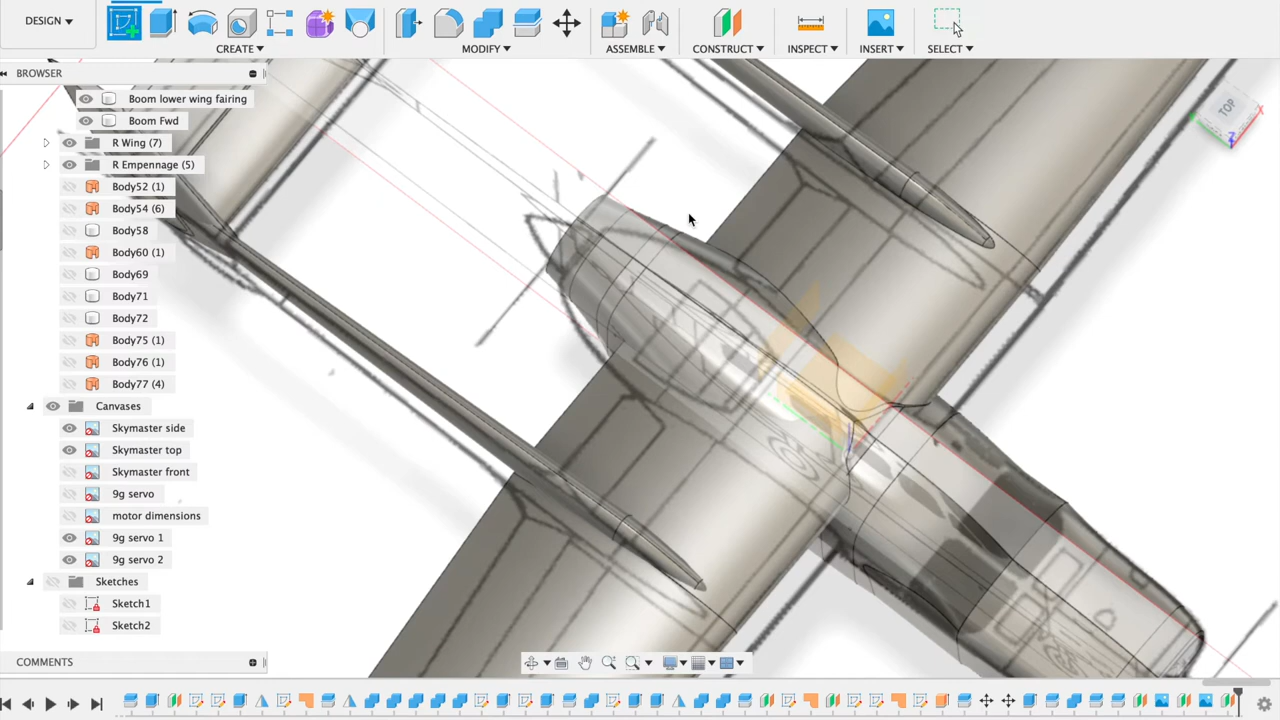 DESIGN
CREATE
MODIFY
ASSEMBLE
CONSTRUCT
INSPECT
INSERT
SELECT
BROWSER
TOP
Boom lower wing fairing
Boom Fwd
R Wing (7)
R Empennage (5)
Body52 (1)
Body54 (6)
Body58
Body60 (1)
Body69
Body71
Body72
Body75 (1)
Body76 (1)
Body77 (4)
Canvases
Skymaster side
Skymaster top
Skymaster front
9g servo
motor dimensions
9g servo 1
9g servo 2
Sketches
Sketch1
Sketch2
COMMENTS